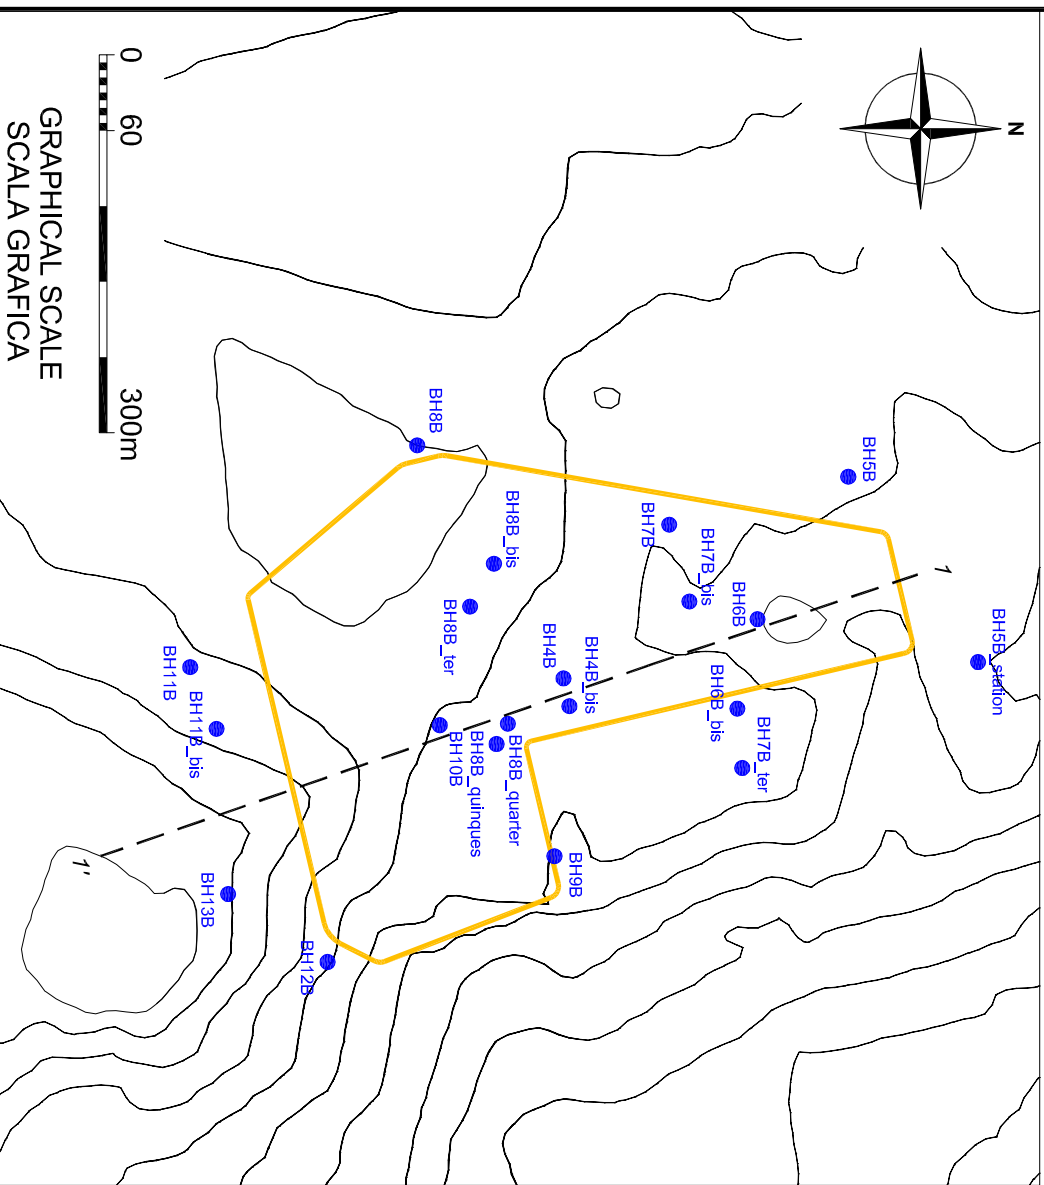 N
0
60
300m
GRAPHICAL SCALE
SCALA GRAFICA
BH8B
BH5B
BH8B_bis
BH7B
BH7B_bis
BH6B
1
BH5B_station
BH8B_ter
BH4B
BH4B_bis
BH6B_bis
BH7B_ter
BH11B
BH11B_bis
BH10B
BH8B_quinques
BH8B_quarter
BH9B
1'
BH13B
BH12B